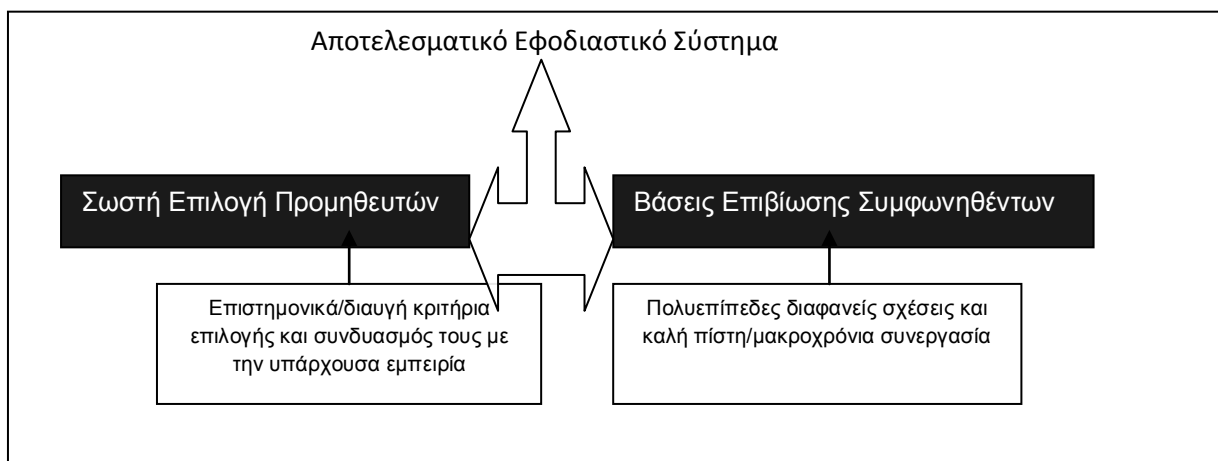 Αποτελεσματικό Εφοδιαστικό Σύστημα
Σωστή Επιλογή Προμηθευτών
Βάσεις Επιβίωσης Συμφωνηθέντων
Επιστημονικά/διαυγή κριτήρια
επιλογής και συνδυασμός τους με
την υπάρχουσα εμπειρία
Πολυεπίπεδες διαφανείς σχέσεις και
καλή πίστη/μακροχρόνια συνεργασία